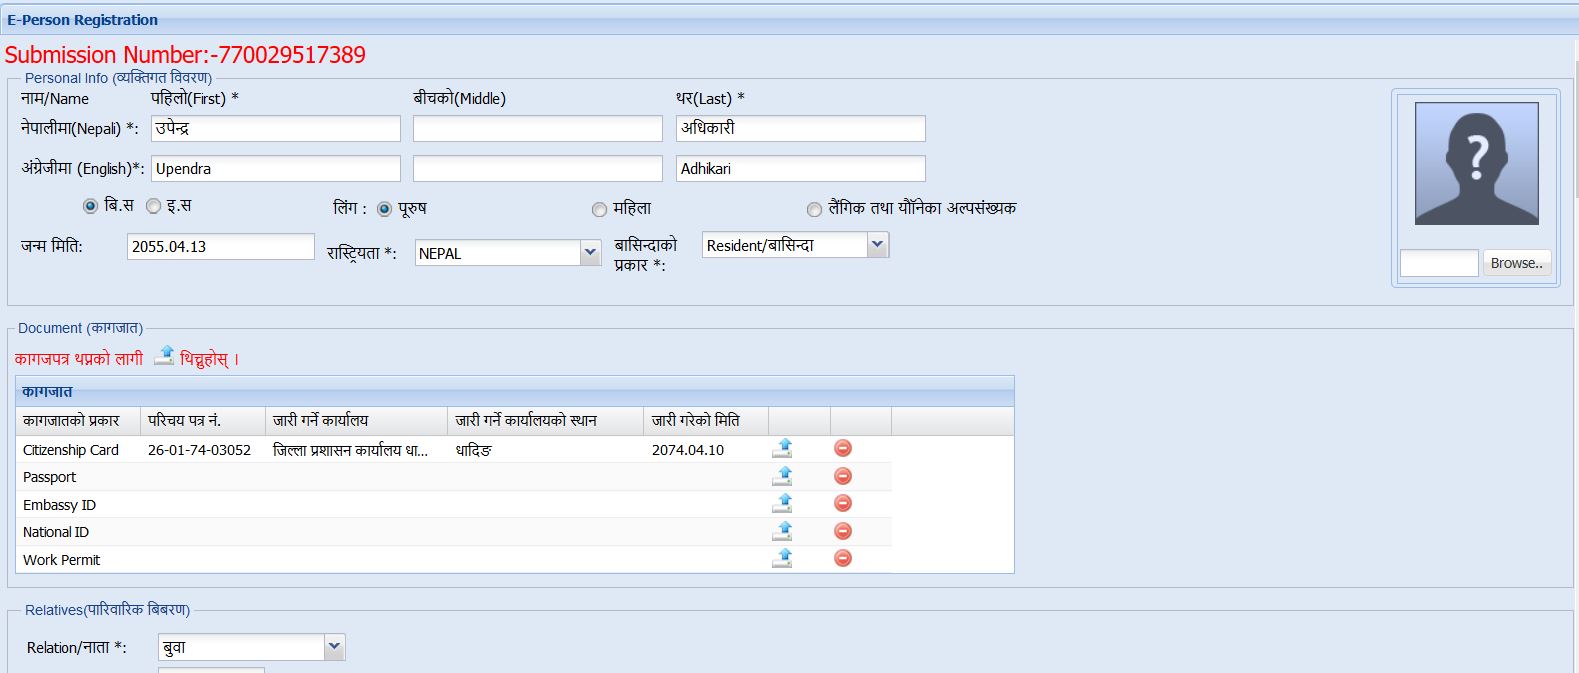 E-Person Registration
Submission Number:-770029517389
Personal Info (व्यक्तिगत विवरण)
नाम/Name पहिलो(First) * बीचको(Middle) थर(Last) *
नेपालीमा(Nepali) *: उपेन्द्र अधिकारी
अंग्रेजीमा (English)*: Upendra Adhikari
बि.स इ.स लिंग : पूरुष महिला लैंगिक तथा यौनिका अल्पसंख्यक
जन्म मिति: 2055.04.13 रास्ट्रियता *: NEPAL बासिन्दाको प्रकार *: Resident/बासिन्दा
Browse..
Document (कागजात)
कागजपत्र थप्नको लागी थिच्नुहोस् ।
कागजात
कागजातको प्रकार परिचय पत्र नं. जारी गर्ने कार्यालय जारी गर्ने कार्यालयको स्थान जारी गरेको मिति
Citizenship Card 26-01-74-03052 जिल्ला प्रशासन कार्यालय धा... धादिङ 2074.04.10
Passport
Embassy ID
National ID
Work Permit
Relatives(पारिवारिक बिबरण)
Relation/नाता *: बुवा